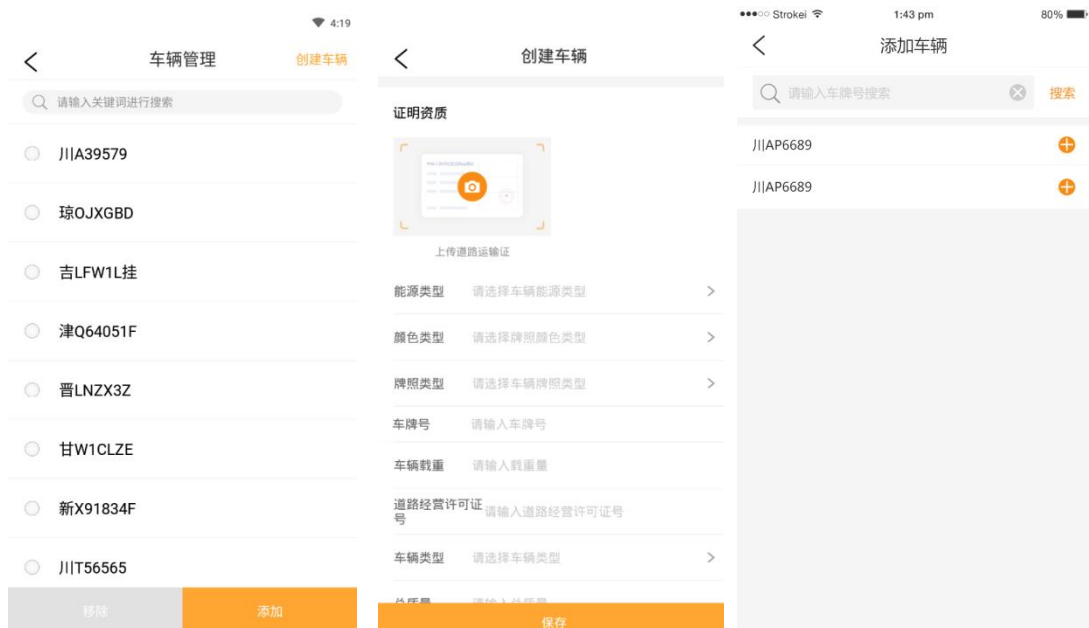 4:19
车辆管理
创建车辆
请输入关键词进行搜索
川A39579
琼OJXGBD
吉LFW1L挂
津Q64051F
晋LNZX3Z
甘W1CLZE
新X91834F
川T56565
移除
添加
创建车辆
证明资质
上传道路运输证
能源类型 请选择车辆能源类型
颜色类型 请选择牌照颜色类型
牌照类型 请选择车辆牌照类型
车牌号 请输入车牌号
车辆载重 请输入载重量
道路经营许可证
号 请输入道路经营许可证号
车辆类型 请选择车辆类型
总质量 请输入总质量
保存
Strokei 1:43 pm 80%
添加车辆
请输入车牌号搜索 搜索
川AP6689
川AP6689